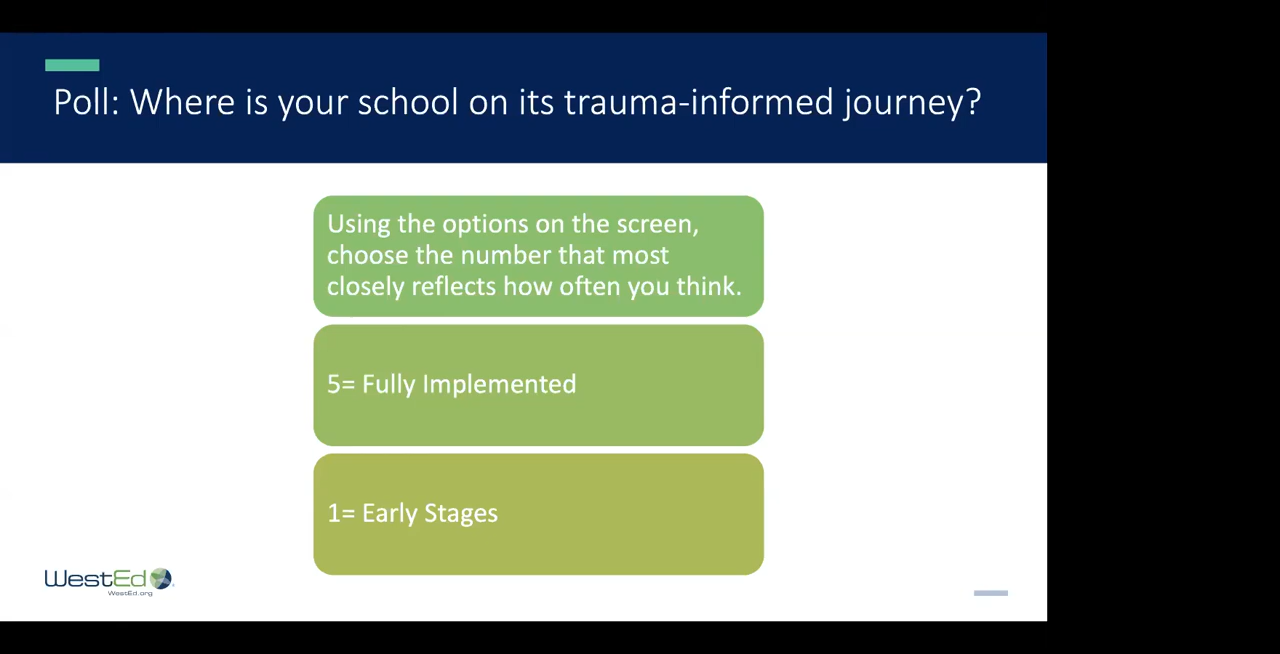 Poll: Where is your school on its trauma-informed journey?
Using the options on the screen,
choose the number that most
closely reflects how often you think.
5= Fully Implemented
1= Early Stages
WestEd
WestEd.org